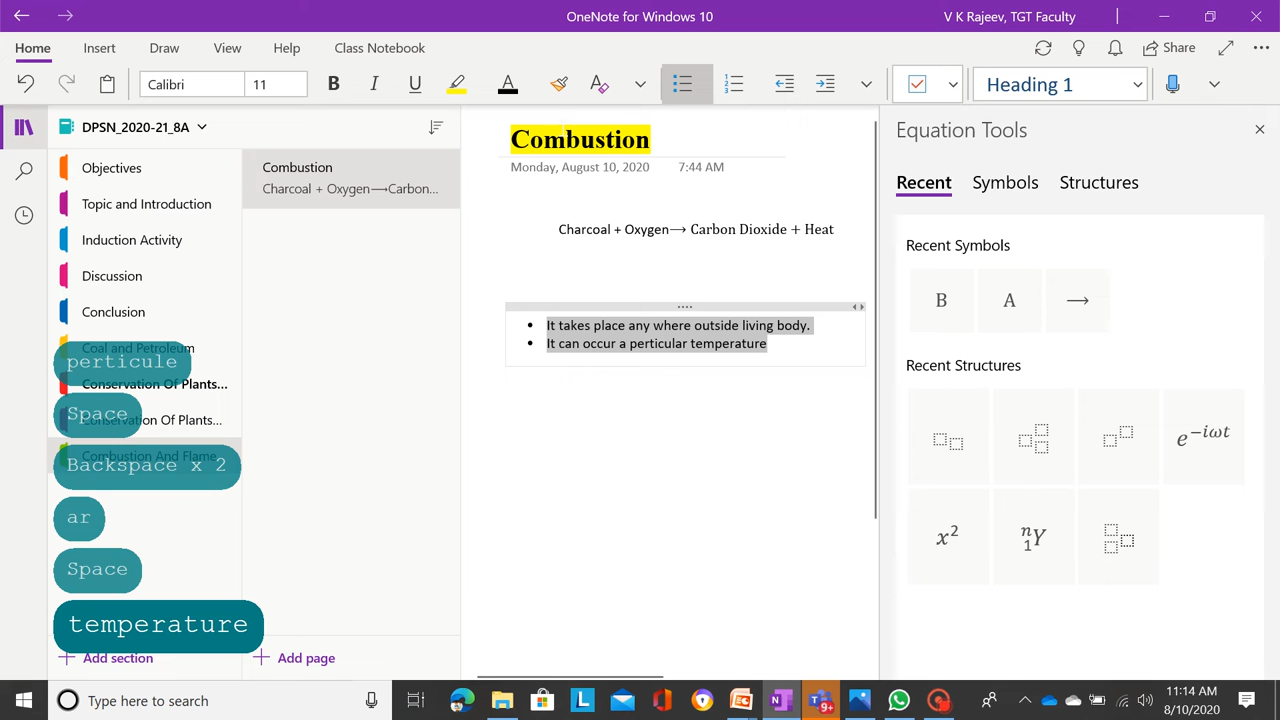 OneNote for Windows 10
V K Rajeev, TGT Faculty
Home Insert Draw View Help Class Notebook
Share
Calibri 11 B I U A Heading 1
DPSN_2020-21_8A
Objectives
Topic and Introduction
Induction Activity
Discussion
Conclusion
Coal and Petroleum
Conservation Of Plants...
Conservation Of Plants...
Combustion And Flame
perticule
Space
Backspace x 2
ar
Space
temperature
Add section
Combustion
Charcoal + Oxygen⟶Carbon...
Add page
Combustion
Monday, August 10, 2020 7:44 AM
Charcoal + Oxygen⟶ Carbon Dioxide + Heat
• It takes place any where outside living body.
• It can occur a perticular temperature
Equation Tools
Recent Symbols Structures
Recent Symbols
B A →
Recent Structures
e^{−iωt}
x² ⁿ₁Y
Type here to search
L
9+
11:14 AM
8/10/2020